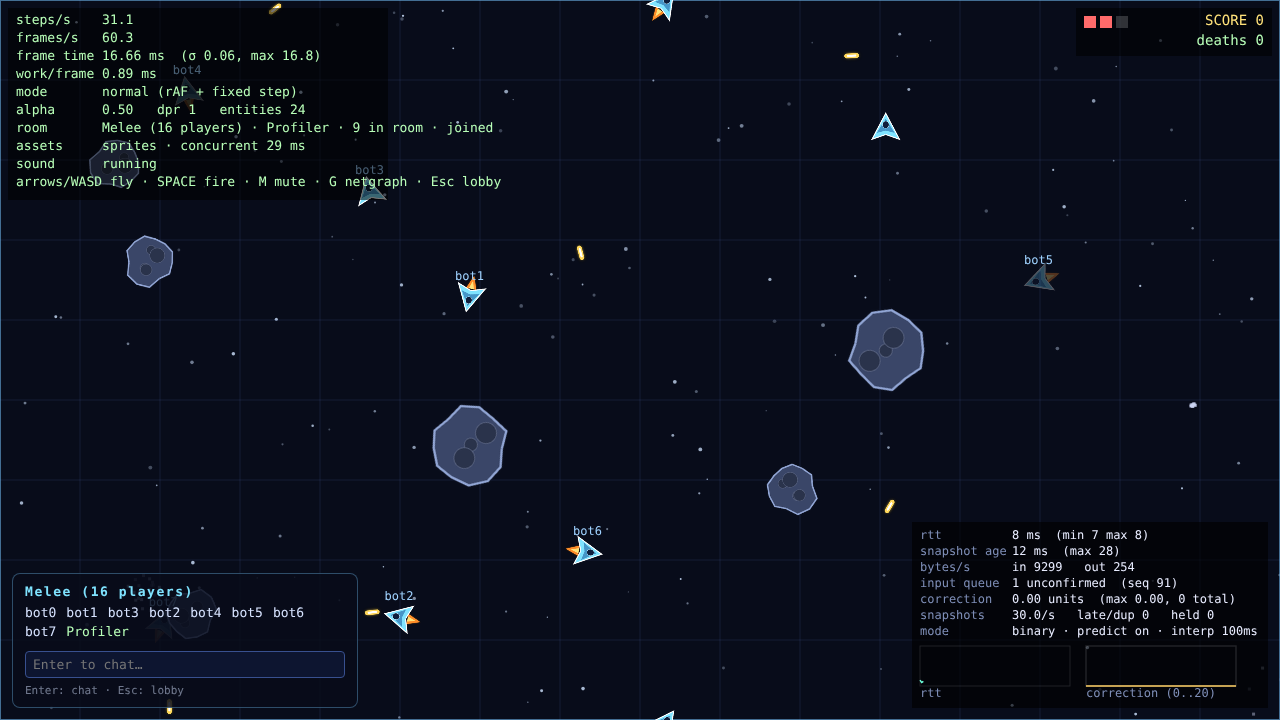 steps/s 31.1
frames/s 60.3
frame time 16.66 ms (σ 0.06, max 16.8)
work/frame 0.89 ms
bot4
mode normal (rAF + fixed step)
alpha 0.50 dpr 1 entities 24
room Melee (16 players) · Profiler · 9 in room · joined
assets sprites · concurrent 29 ms
sound running
bot3
arrows/WASD fly · SPACE fire · M mute · G netgraph · Esc lobby
SCORE 0
deaths 0
bot5
bot1
bot6
bot2
Melee (16 players)
bot0 bot1 bot3 bot2 bot4 bot5 bot6
bot7 Profiler
Enter to chat…
Enter: chat · Esc: lobby
rtt 8 ms (min 7 max 8)
snapshot age 12 ms (max 28)
bytes/s in 9299 out 254
input queue 1 unconfirmed (seq 91)
correction 0.00 units (max 0.00, 0 total)
snapshots 30.0/s late/dup 0 held 0
mode binary · predict on · interp 100ms
rtt correction (0..20)